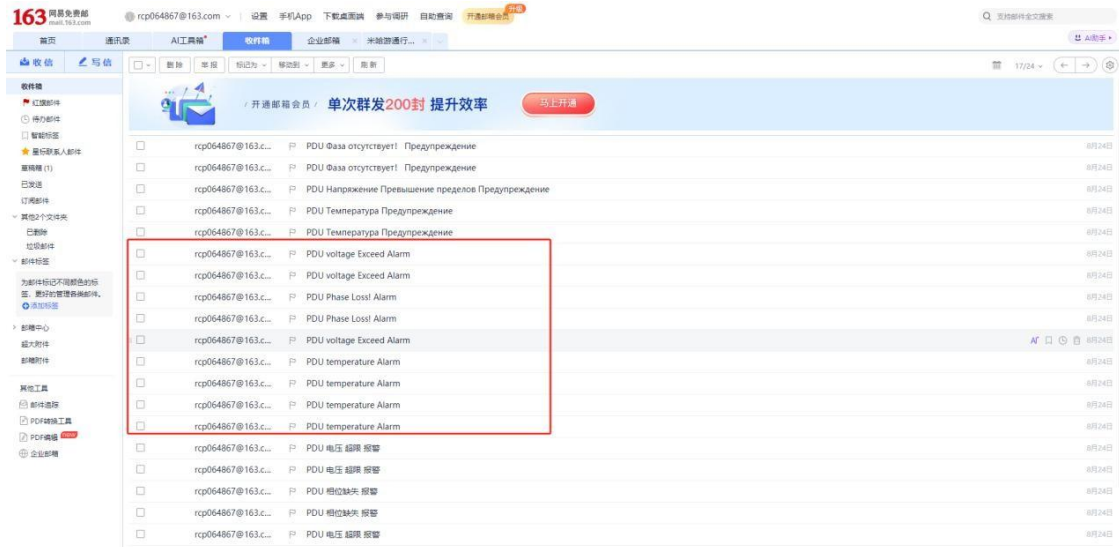 163 网易免费邮
mail.163.com
rcp064867@163.com 设置 手机App 下载桌面端 参与调研 自助查询 开通邮箱会员 升级
支持邮件全文搜索
首页 通讯录 AI工具箱 收件箱 企业邮箱 × 米哈游通行... ×
AI助手
收信 写信
删除 举报 标记为 移动到 更多 刷新
17/24
收件箱
红旗邮件
待办邮件
智能标签
星标联系人邮件
草稿箱 (1)
已发送
订阅邮件
其他2个文件夹
已删除
垃圾邮件
邮件标签
为邮件标记不同颜色的标
签，更好的管理各类邮件。
添加标签
邮箱中心
超大附件
邮箱附件
其他工具
邮件追踪
PDF转换工具
PDF编辑 new
企业邮箱
/ 开通邮箱会员 / 单次群发200封 提升效率 马上开通
rcp064867@163.c... PDU Фаза отсутствует! Предупреждение 8月24日
rcp064867@163.c... PDU Фаза отсутствует! Предупреждение 8月24日
rcp064867@163.c... PDU Напряжение Превышение пределов Предупреждение 8月24日
rcp064867@163.c... PDU Температура Предупреждение 8月24日
rcp064867@163.c... PDU Температура Предупреждение 8月24日
rcp064867@163.c... PDU voltage Exceed Alarm 8月24日
rcp064867@163.c... PDU voltage Exceed Alarm 8月24日
rcp064867@163.c... PDU Phase Loss! Alarm 8月24日
rcp064867@163.c... PDU Phase Loss! Alarm 8月24日
rcp064867@163.c... PDU voltage Exceed Alarm AI 8月24日
rcp064867@163.c... PDU temperature Alarm 8月24日
rcp064867@163.c... PDU temperature Alarm 8月24日
rcp064867@163.c... PDU temperature Alarm 8月24日
rcp064867@163.c... PDU temperature Alarm 8月24日
rcp064867@163.c... PDU 电压 超限 报警 8月24日
rcp064867@163.c... PDU 电压 超限 报警 8月24日
rcp064867@163.c... PDU 相位缺失 报警 8月24日
rcp064867@163.c... PDU 相位缺失 报警 8月24日
rcp064867@163.c... PDU 电压 超限 报警 8月24日